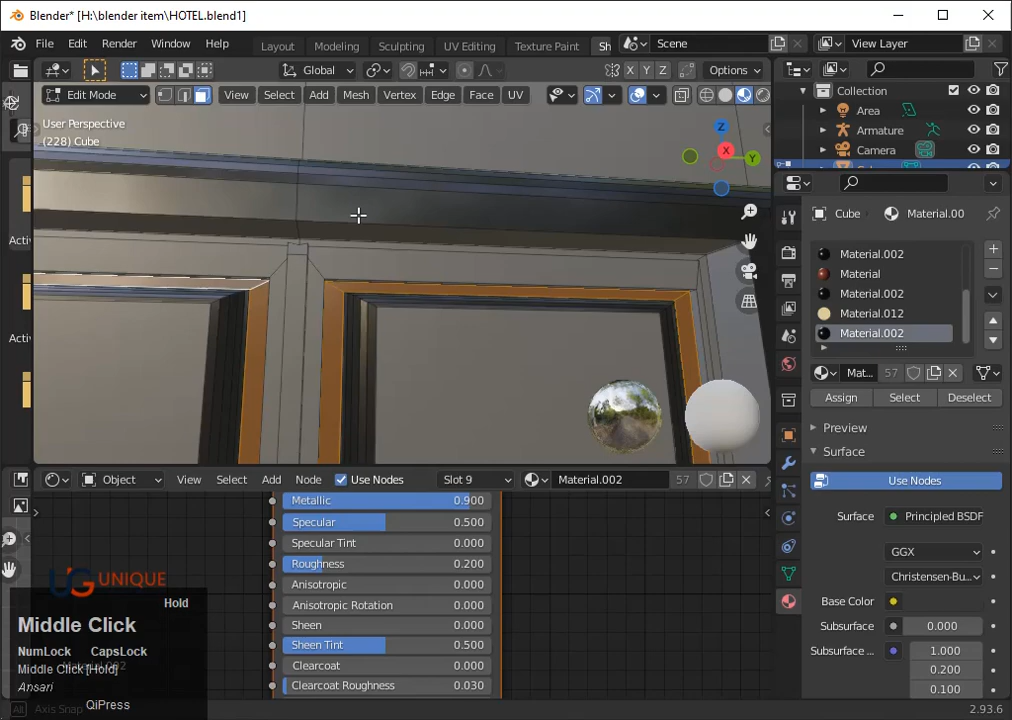 Blender* [H:\blender item\HOTEL.blend1]
File Edit Render Window Help Layout Modeling Sculpting UV Editing Texture Paint Sh Scene View Layer
Global X Y Z Options
Edit Mode View Select Add Mesh Vertex Edge Face UV
User Perspective
(228) Cube
Z
X
Y
Activ
Activ
Collection
Area
Armature
Camera
Cube Material.00
Material.002
Material
Material.002
Material.012
Material.002
Mat... 57
Assign Select Deselect
Preview
Surface
Use Nodes
Surface Principled BSDF
GGX
Christensen-Bu...
Base Color
Subsurface 0.000
Subsurface ... 1.000
0.200
0.100
Object View Select Add Node Use Nodes Slot 9 Material.002 57
Metallic 0.900
Specular 0.500
Specular Tint 0.000
Roughness 0.200
Anisotropic 0.000
Anisotropic Rotation 0.000
Sheen 0.000
Sheen Tint 0.500
Clearcoat 0.000
Clearcoat Roughness 0.030
UG UNIQUE
Hold
Middle Click
NumLock CapsLock
Middle Click [Hold]
Ansari
QiPress
Alt Axis Snap
2.93.6